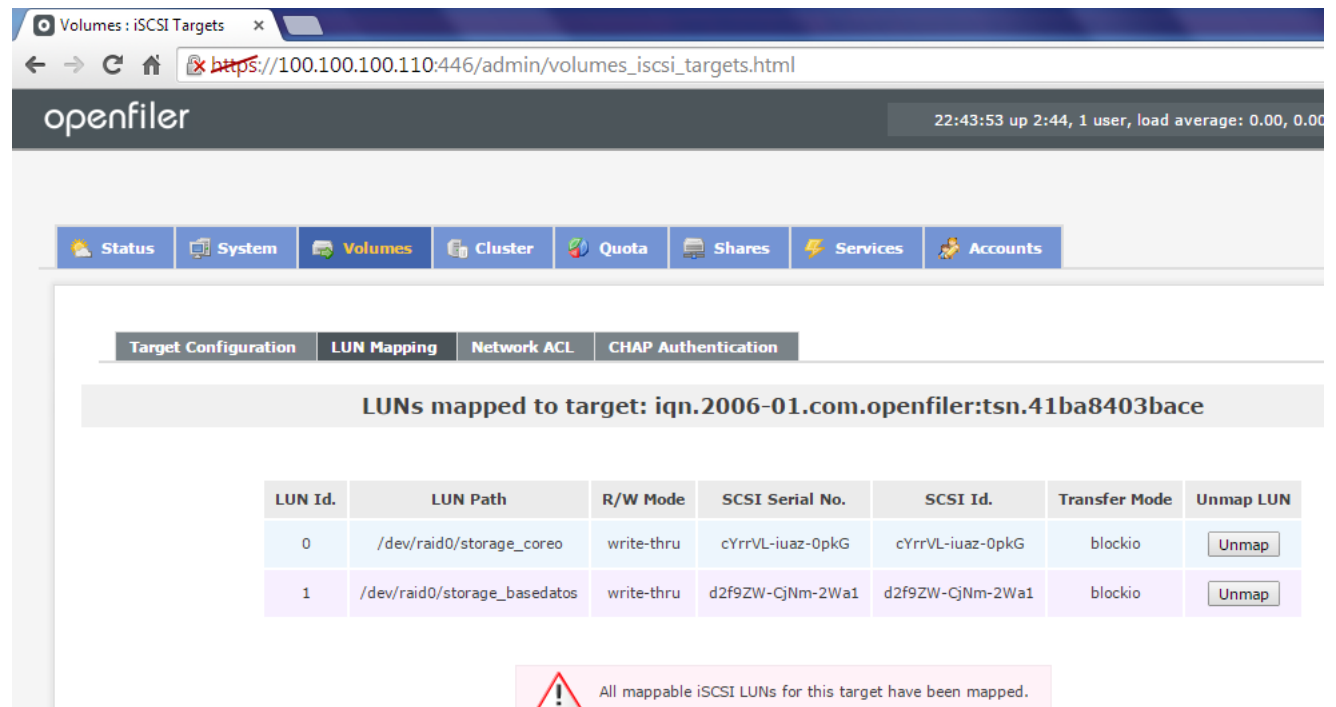 Volumes : iSCSI Targets ×
https://100.100.100.110:446/admin/volumes_iscsi_targets.html
openfiler
22:43:53 up 2:44, 1 user, load average: 0.00, 0.00
Status System Volumes Cluster Quota Shares Services Accounts
Target Configuration LUN Mapping Network ACL CHAP Authentication
LUNs mapped to target: iqn.2006-01.com.openfiler:tsn.41ba8403bace
LUN Id. LUN Path R/W Mode SCSI Serial No. SCSI Id. Transfer Mode Unmap LUN
0 /dev/raid0/storage_coreo write-thru cYrrVL-iuaz-0pkG cYrrVL-iuaz-0pkG blockio Unmap
1 /dev/raid0/storage_basedatos write-thru d2f9ZW-CjNm-2Wa1 d2f9ZW-CjNm-2Wa1 blockio Unmap
All mappable iSCSI LUNs for this target have been mapped.